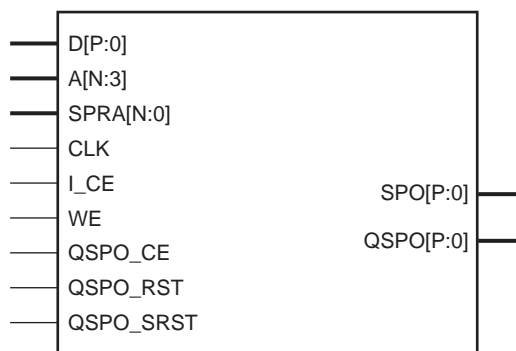 D[P:0]
A[N:3]
SPRA[N:0]
CLK
I_CE
WE
QSPO_CE
QSPO_RST
QSPO_SRST
SPO[P:0]
QSPO[P:0]